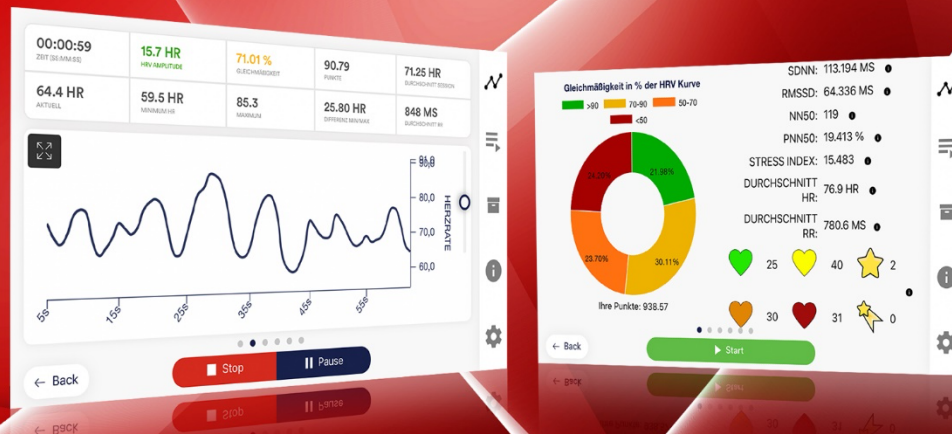 00:00:59
ZEIT [SS:MM:SS]
15.7 HR
HRV AMPLITUDE
71.01 %
GLEICHMÄßIGKEIT
90.79
PUNKTE
71.25 HR
DURCHSCHNITT SESSION
64.4 HR
AKTUELL
59.5 HR
MINIMUM HR
85.3
MAXIMUM
25.80 HR
DIFFERENZ MIN/MAX
848 MS
DURCHSCHNITT RR
80,0
70,0
60,0
HERZRATE
5s
15s
25s
35s
45s
55s
← Back
Stop
Pause
Gleichmäßigkeit in % der HRV Kurve
>90
70-90
50-70
<50
21.98%
30.11%
23.70%
Ihre Punkte: 938.57
SDNN: 113.194 MS
RMSSD: 64.336 MS
NN50: 119
PNN50: 19.413 %
STRESS INDEX: 15.483
DURCHSCHNITT
HR: 76.9 HR
DURCHSCHNITT
RR: 780.6 MS
25
40
2
30
31
0
← Back
Start